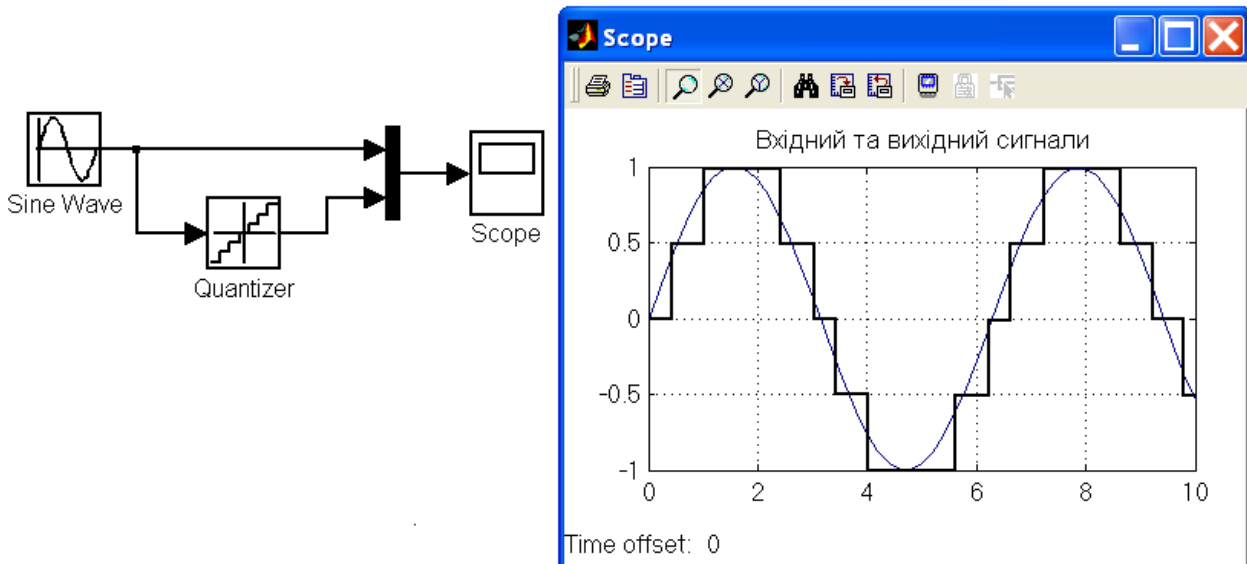 Sine Wave
Quantizer
Scope
Scope
Вхідний та вихідний сигнали
1
0.5
0
-0.5
-1
0 2 4 6 8 10
Time offset: 0